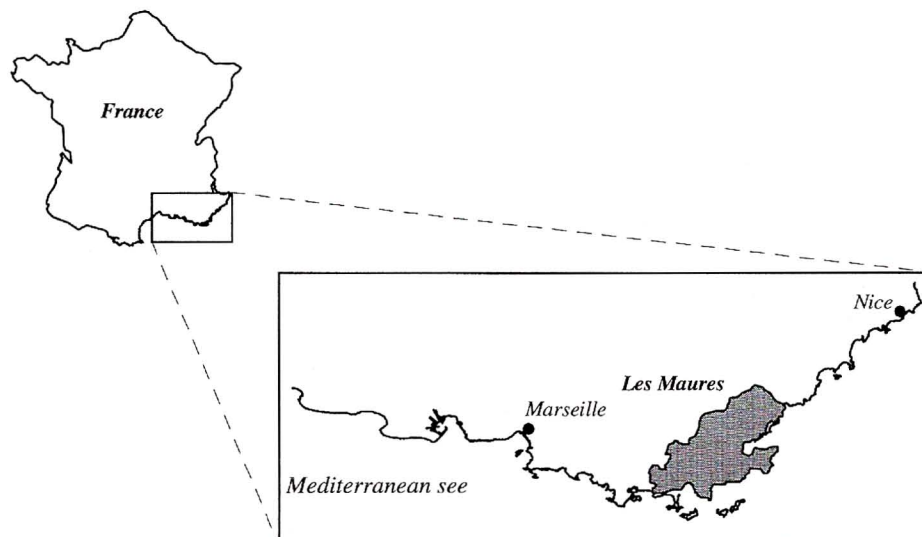 France
Nice
Les Maures
Marseille
Mediterranean see